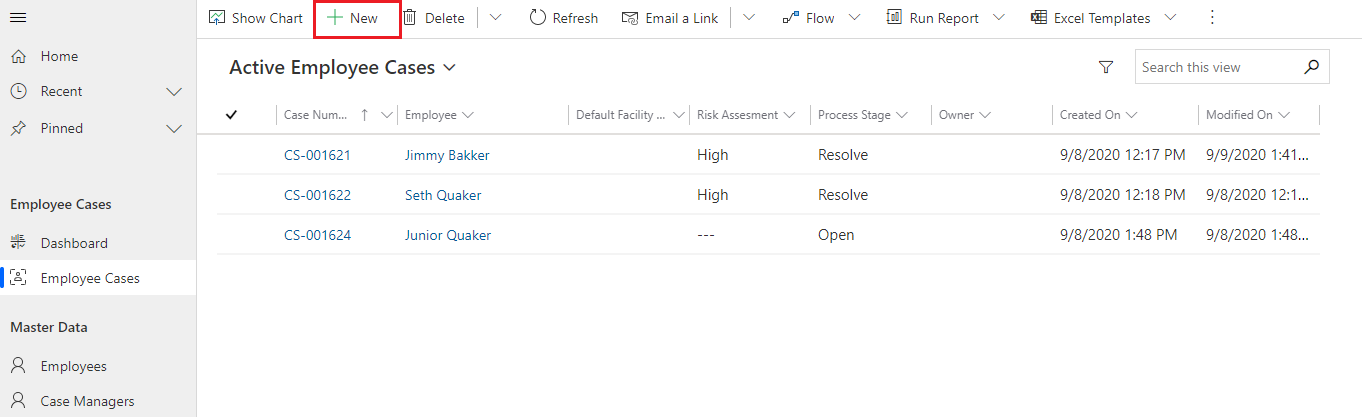 Show Chart New Delete Refresh Email a Link Flow Run Report Excel Templates
Home
Recent
Pinned
Employee Cases
Dashboard
Employee Cases
Master Data
Employees
Case Managers
Active Employee Cases
Search this view
Case Num... Employee Default Facility ... Risk Assesment Process Stage Owner Created On Modified On
CS-001621 Jimmy Bakker High Resolve 9/8/2020 12:17 PM 9/9/2020 1:41...
CS-001622 Seth Quaker High Resolve 9/8/2020 12:18 PM 9/8/2020 12:1...
CS-001624 Junior Quaker --- Open 9/8/2020 1:48 PM 9/8/2020 1:48...